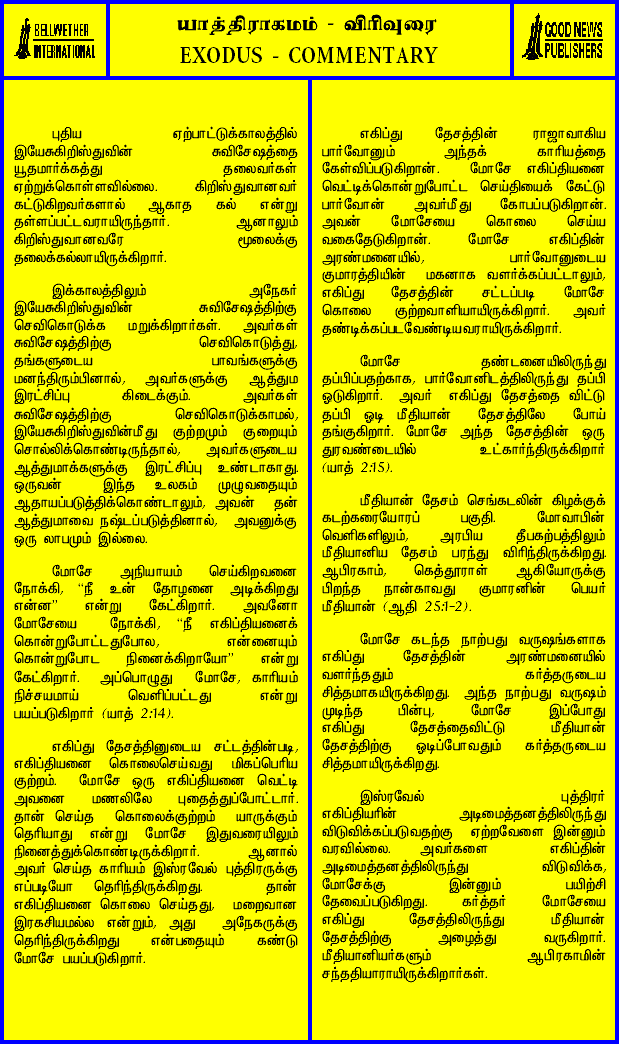 BELLWETHER
INTERNATIONAL
யாத்திராகமம் - விரிவுரை
EXODUS - COMMENTARY
GOOD NEWS
PUBLISHERS
புதிய ஏற்பாட்டுக்காலத்தில்
இயேசுகிறிஸ்துவின் சுவிசேஷத்தை
யூதமார்க்கத்து தலைவர்கள்
ஏற்றுக்கொள்ளவில்லை. கிறிஸ்துவானவர்
கட்டுகிறவர்களால் ஆகாத கல் என்று
தள்ளப்பட்டவராயிருந்தார். ஆனாலும்
கிறிஸ்துவானவரே மூலைக்கு
தலைக்கல்லாயிருக்கிறார்.
இக்காலத்திலும் அநேகர்
இயேசுகிறிஸ்துவின் சுவிசேஷத்திற்கு
செவிகொடுக்க மறுக்கிறார்கள். அவர்கள்
சுவிசேஷத்திற்கு செவிகொடுத்து,
தங்களுடைய பாவங்களுக்கு
மனந்திரும்பினால், அவர்களுக்கு ஆத்தும
இரட்சிப்பு கிடைக்கும். அவர்கள்
சுவிசேஷத்திற்கு செவிகொடுக்காமல்,
இயேசுகிறிஸ்துவின்மீது குற்றமும் குறையும்
சொல்லிக்கொண்டிருந்தால், அவர்களுடைய
ஆத்துமாக்களுக்கு இரட்சிப்பு உண்டாகாது.
ஒருவன் இந்த உலகம் முழுவதையும்
ஆதாயப்படுத்திக்கொண்டாலும், அவன் தன்
ஆத்துமாவை நஷ்டப்படுத்தினால், அவனுக்கு
ஒரு லாபமும் இல்லை.
மோசே அநியாயம் செய்கிறவனை
நோக்கி, “நீ உன் தோழனை அடிக்கிறது
என்ன” என்று கேட்கிறார். அவனோ
மோசேயை நோக்கி, “நீ எகிப்தியனைக்
கொன்றுபோட்டதுபோல, என்னையும்
கொன்றுபோட நினைக்கிறாயோ” என்று
கேட்கிறார். அப்பொழுது மோசே, காரியம்
நிச்சயமாய் வெளிப்பட்டது என்று
பயப்படுகிறார் (யாத் 2:14).
எகிப்து தேசத்தினுடைய சட்டத்தின்படி,
எகிப்தியனை கொலைசெய்வது மிகப்பெரிய
குற்றம். மோசே ஒரு எகிப்தியனை வெட்டி
அவனை மணலிலே புதைத்துப்போட்டார்.
தான் செய்த கொலைக்குற்றம் யாருக்கும்
தெரியாது என்று மோசே இதுவரையிலும்
நினைத்துக்கொண்டிருக்கிறார். ஆனால்
அவர் செய்த காரியம் இஸ்ரவேல் புத்திரருக்கு
எப்படியோ தெரிந்திருக்கிறது. தான்
எகிப்தியனை கொலை செய்தது, மறைவான
இரகசியமல்ல என்றும், அது அநேகருக்கு
தெரிந்திருக்கிறது என்பதையும் கண்டு
மோசே பயப்படுகிறார்.
எகிப்து தேசத்தின் ராஜாவாகிய
பார்வோனும் அந்தக் காரியத்தை
கேள்விப்படுகிறான். மோசே எகிப்தியனை
வெட்டிக்கொன்றுபோட்ட செய்தியைக் கேட்டு
பார்வோன் அவர்மீது கோபப்படுகிறான்.
அவன் மோசேயை கொலை செய்ய
வகைதேடுகிறான். மோசே எகிப்தின்
அரண்மனையில், பார்வோனுடைய
குமாரத்தியின் மகனாக வளர்க்கப்பட்டாலும்,
எகிப்து தேசத்தின் சட்டப்படி மோசே
கொலை குற்றவாளியாயிருக்கிறார். அவர்
தண்டிக்கப்படவேண்டியவராயிருக்கிறார்.
மோசே தண்டனையிலிருந்து
தப்பிப்பதற்காக, பார்வோனிடத்திலிருந்து தப்பி
ஓடுகிறார். அவர் எகிப்து தேசத்தை விட்டு
தப்பி ஓடி மீதியான் தேசத்திலே போய்
தங்குகிறார். மோசே அந்த தேசத்தின் ஒரு
துரவண்டையில் உட்கார்ந்திருக்கிறார்
(யாத் 2:15).
மீதியான் தேசம் செங்கடலின் கிழக்குக்
கடற்கரையோரப் பகுதி. மோவாபின்
வெளிகளிலும், அரபிய தீபகற்பத்திலும்
மீதியானிய தேசம் பரந்து விரிந்திருக்கிறது.
ஆபிரகாம், கெத்தூராள் ஆகியோருக்கு
பிறந்த நான்காவது குமாரனின் பெயர்
மீதியான் (ஆதி 25:1-2).
மோசே கடந்த நாற்பது வருஷங்களாக
எகிப்து தேசத்தின் அரண்மனையில்
வளர்ந்ததும் கர்த்தருடைய
சித்தமாகயிருக்கிறது. அந்த நாற்பது வருஷம்
முடிந்த பின்பு, மோசே இப்போது
எகிப்து தேசத்தைவிட்டு மீதியான்
தேசத்திற்கு ஓடிப்போவதும் கர்த்தருடைய
சித்தமாயிருக்கிறது.
இஸ்ரவேல் புத்திரர்
எகிப்தியரின் அடிமைத்தனத்திலிருந்து
விடுவிக்கப்படுவதற்கு ஏற்றவேளை இன்னும்
வரவில்லை. அவர்களை எகிப்தின்
அடிமைத்தனத்திலிருந்து விடுவிக்க,
மோசேக்கு இன்னும் பயிற்சி
தேவைப்படுகிறது. கர்த்தர் மோசேயை
எகிப்து தேசத்திலிருந்து மீதியான்
தேசத்திற்கு அழைத்து வருகிறார்.
மீதியானியர்களும் ஆபிரகாமின்
சந்ததியாராயிருக்கிறார்கள்.